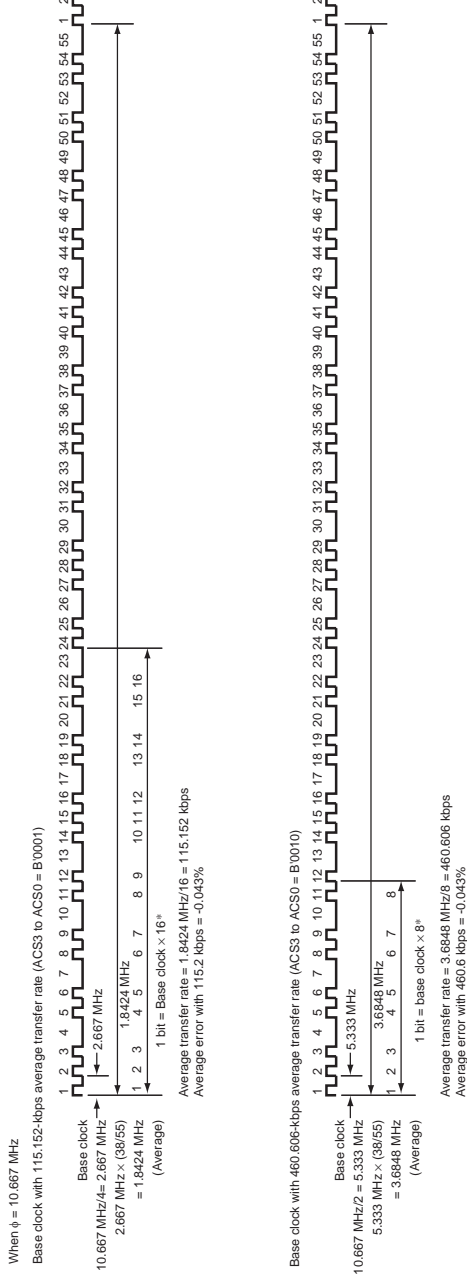 When ϕ = 10.667 MHz
Base clock with 115.152-kbps average transfer rate (ACS3 to ACS0 = B'0001)
1 2 3 4 5 6 7 8 9 10 11 12 13 14 15 16 17 18 19 20 21 22 23 24 25 26 27 28 29 30 31 32 33 34 35 36 37 38 39 40 41 42 43 44 45 46 47 48 49 50 51 52 53 54 55 1 2
Base clock
10.667 MHz/4= 2.667 MHz
2.667 MHz
2.667 MHz × (38/55)
= 1.8424 MHz
(Average)
1.8424 MHz
1 2 3 4 5 6 7 8 9 10 11 12 13 14 15 16
1 bit = Base clock × 16*
Average transfer rate = 1.8424 MHz/16 = 115.152 kbps
Average error with 115.2 kbps = -0.043%
Base clock with 460.606-kbps average transfer rate (ACS3 to ACS0 = B'0010)
1 2 3 4 5 6 7 8 9 10 11 12 13 14 15 16 17 18 19 20 21 22 23 24 25 26 27 28 29 30 31 32 33 34 35 36 37 38 39 40 41 42 43 44 45 46 47 48 49 50 51 52 53 54 55 1 2
Base clock
10.667 MHz/2 = 5.333 MHz
5.333 MHz
5.333 MHz × (38/55)
= 3.6848 MHz
(Average)
3.6848 MHz
1 2 3 4 5 6 7 8
1 bit = base clock × 8*
Average transfer rate = 3.6848 MHz/8 = 460.606 kbps
Average error with 460.6 kbps = -0.043%